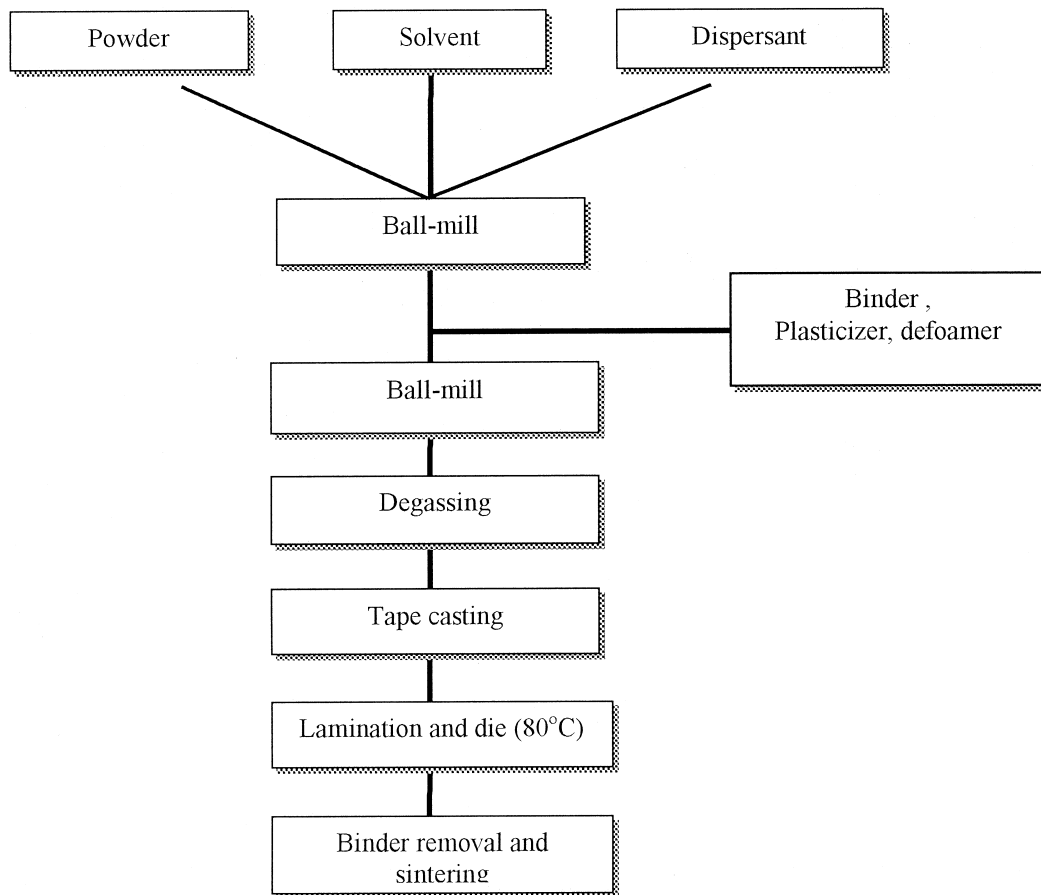 Powder
Solvent
Dispersant
Ball-mill
Binder ,
Plasticizer, defoamer
Ball-mill
Degassing
Tape casting
Lamination and die (80°C)
Binder removal and
sintering